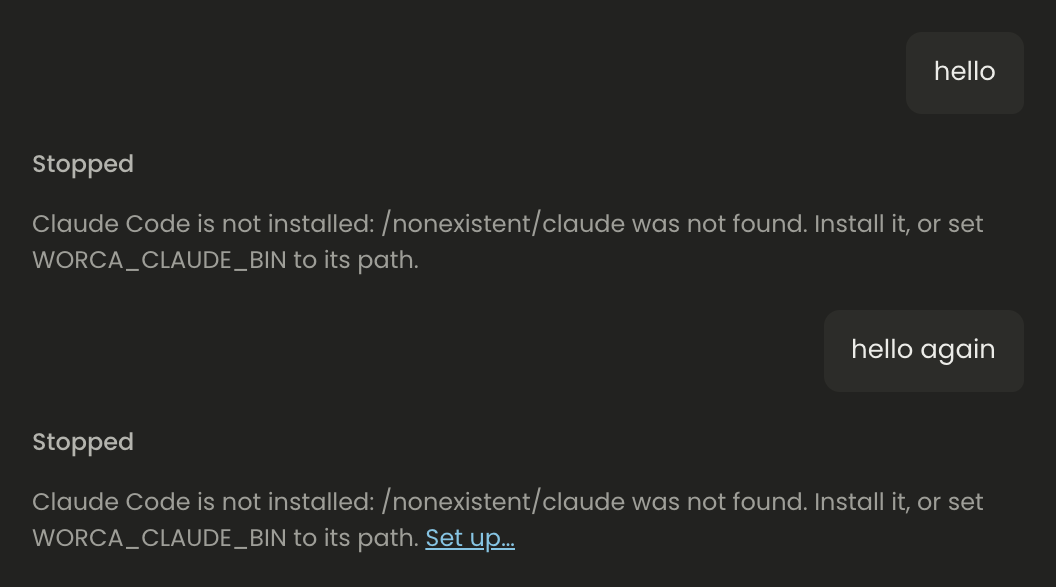 hello
Stopped
Claude Code is not installed: /nonexistent/claude was not found. Install it, or set
WORCA_CLAUDE_BIN to its path.
hello again
Stopped
Claude Code is not installed: /nonexistent/claude was not found. Install it, or set
WORCA_CLAUDE_BIN to its path. Set up...